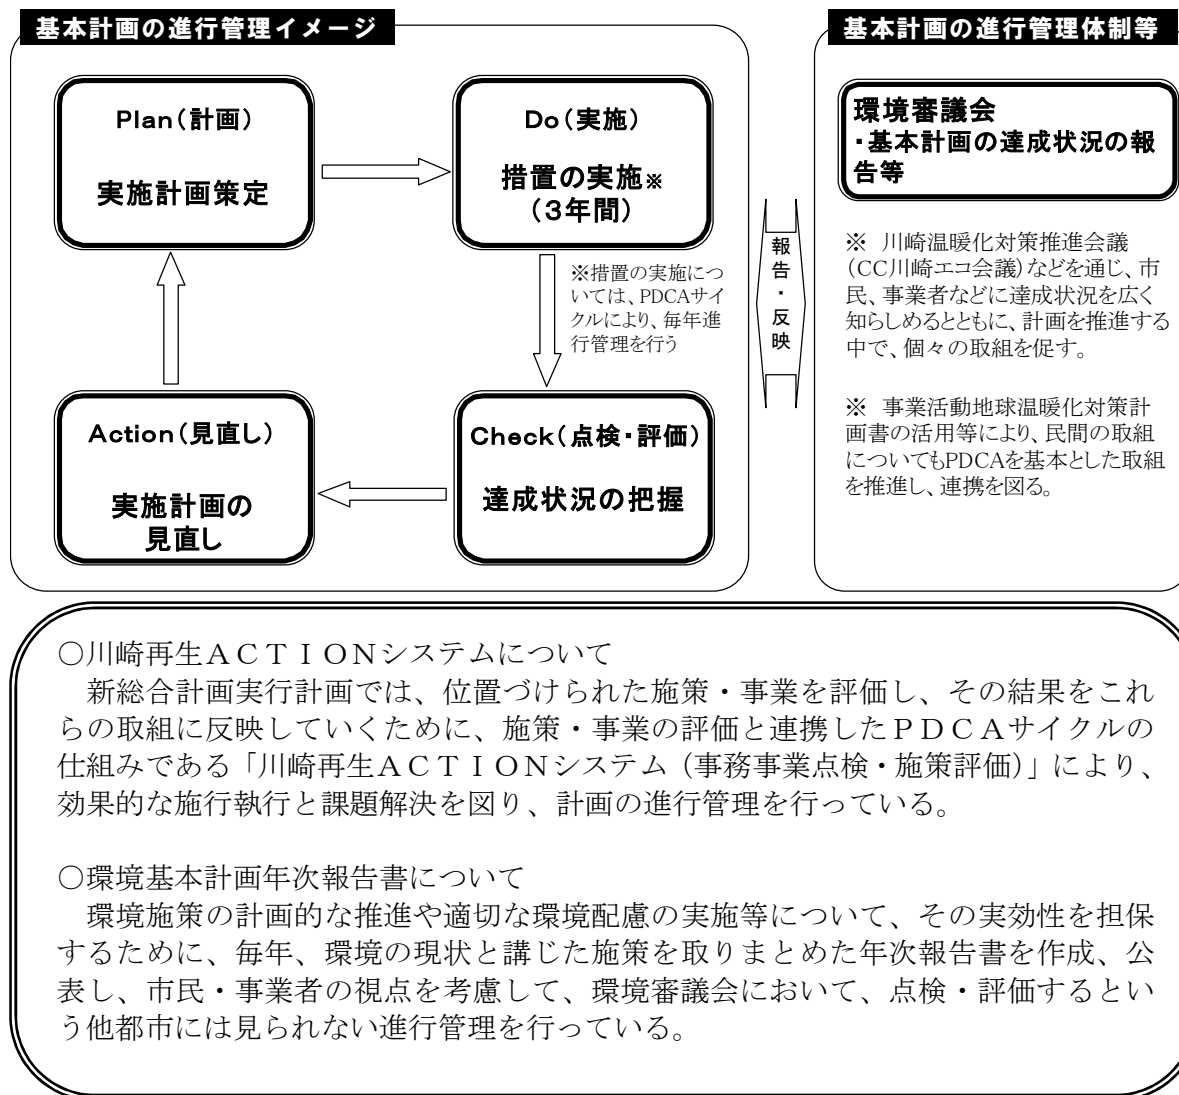 基本計画の進行管理イメージ
Plan（計画）
実施計画策定
Do（実施）
措置の実施※
（３年間）
※措置の実施につ
いては、PDCAサイ
クルにより、毎年進
行管理を行う
Action（見直し）
実施計画の
見直し
Check（点検・評価）
達成状況の把握
報告・反映
基本計画の進行管理体制等
環境審議会
・基本計画の達成状況の報
告等
※　川崎温暖化対策推進会議
（CC川崎エコ会議）などを通じ、市
民、事業者などに達成状況を広く
知らしめるとともに、計画を推進する
中で、個々の取組を促す。
※　事業活動地球温暖化対策計
画書の活用等により、民間の取組
についてもPDCAを基本とした取組
を推進し、連携を図る。
○川崎再生ＡＣＴＩＯＮシステムについて
　新総合計画実行計画では、位置づけられた施策・事業を評価し、その結果をこれ
らの取組に反映していくために、施策・事業の評価と連携したＰＤＣＡサイクルの
仕組みである「川崎再生ＡＣＴＩＯＮシステム（事務事業点検・施策評価）」により、
効果的な施行執行と課題解決を図り、計画の進行管理を行っている。
○環境基本計画年次報告書について
　環境施策の計画的な推進や適切な環境配慮の実施等について、その実効性を担保
するために、毎年、環境の現状と講じた施策を取りまとめた年次報告書を作成、公
表し、市民・事業者の視点を考慮して、環境審議会において、点検・評価するとい
う他都市には見られない進行管理を行っている。